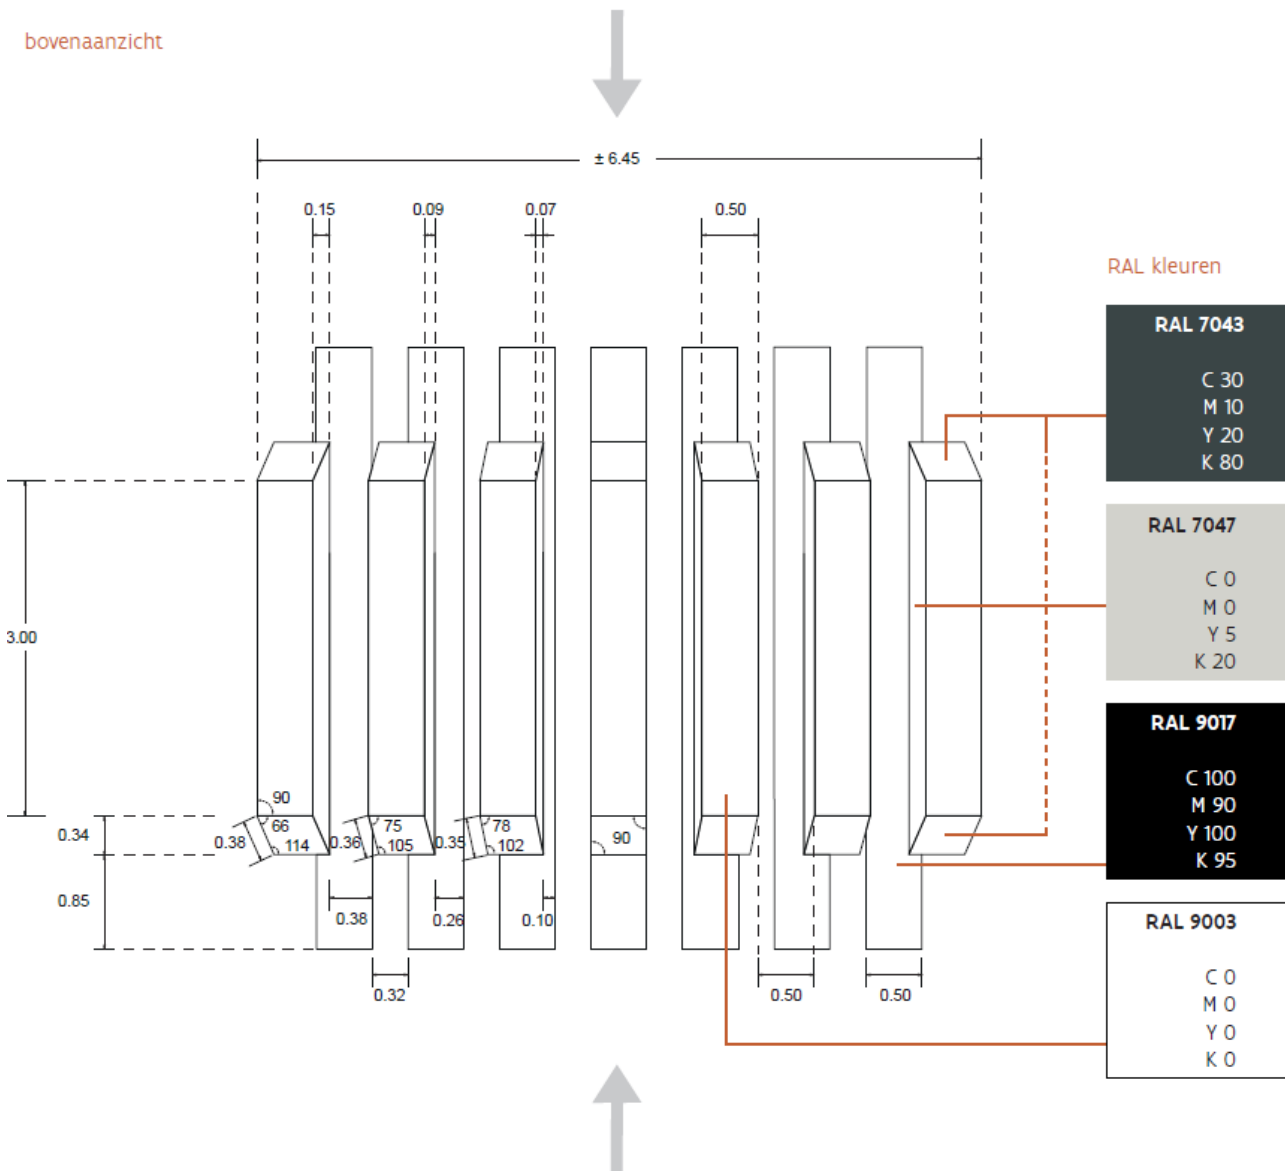 bovenaanzicht
± 6.45
0.15
0.09
0.07
0.50
RAL kleuren
RAL 7043
C 30
M 10
Y 20
K 80
RAL 7047
C 0
M 0
Y 5
K 20
3.00
RAL 9017
C 100
M 90
Y 100
K 95
90
66
75
78
0.34
0.38
114
0.36
105
0.35
102
90
0.85
0.38
0.26
0.10
RAL 9003
C 0
M 0
Y 0
K 0
0.32
0.50
0.50